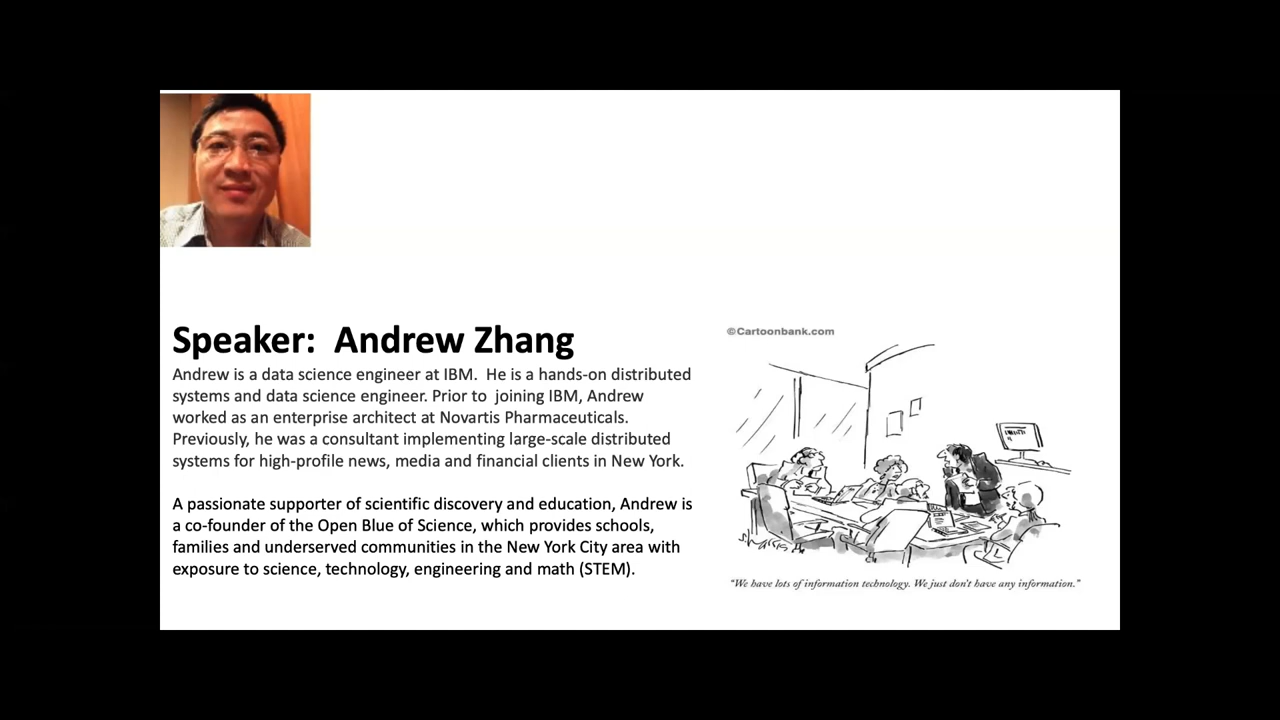 Speaker:  Andrew Zhang
Andrew is a data science engineer at IBM.  He is a hands-on distributed
systems and data science engineer. Prior to  joining IBM, Andrew
worked as an enterprise architect at Novartis Pharmaceuticals.
Previously, he was a consultant implementing large-scale distributed
systems for high-profile news, media and financial clients in New York.
A passionate supporter of scientific discovery and education, Andrew is
a co-founder of the Open Blue of Science, which provides schools,
families and underserved communities in the New York City area with
exposure to science, technology, engineering and math (STEM).
©Cartoonbank.com
S. Harris
"We have lots of information technology. We just don't have any information."